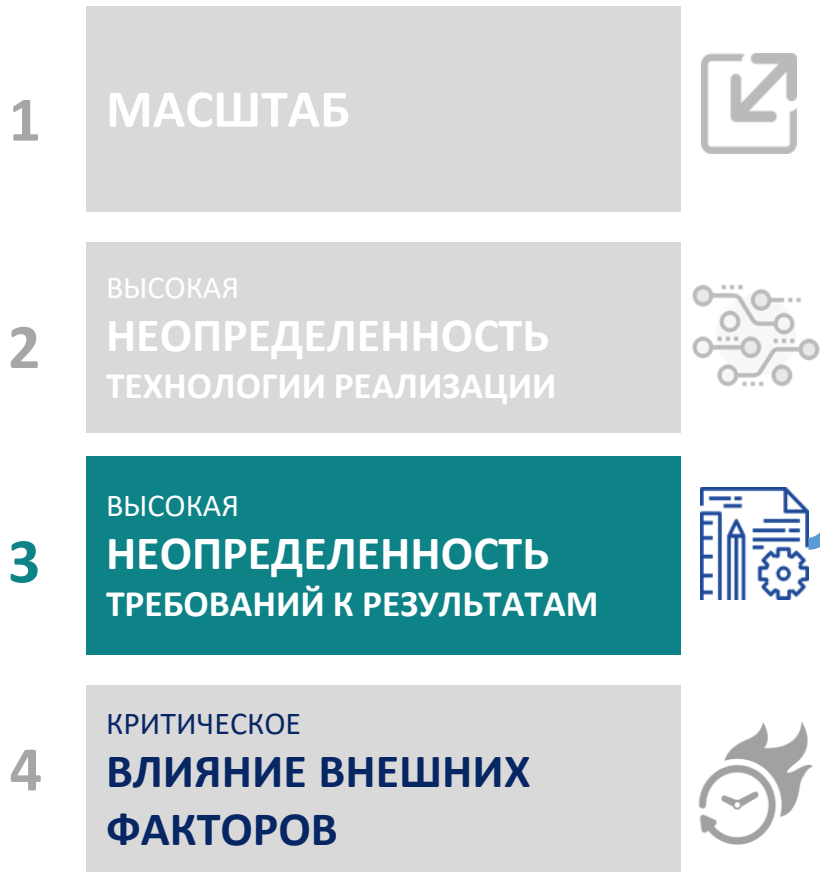 1
МАСШТАБ
2
ВЫСОКАЯ
НЕОПРЕДЕЛЕННОСТЬ
ТЕХНОЛОГИИ РЕАЛИЗАЦИИ
3
ВЫСОКАЯ
НЕОПРЕДЕЛЕННОСТЬ
ТРЕБОВАНИЙ К РЕЗУЛЬТАТАМ
4
КРИТИЧЕСКОЕ
ВЛИЯНИЕ ВНЕШНИХ
ФАКТОРОВ